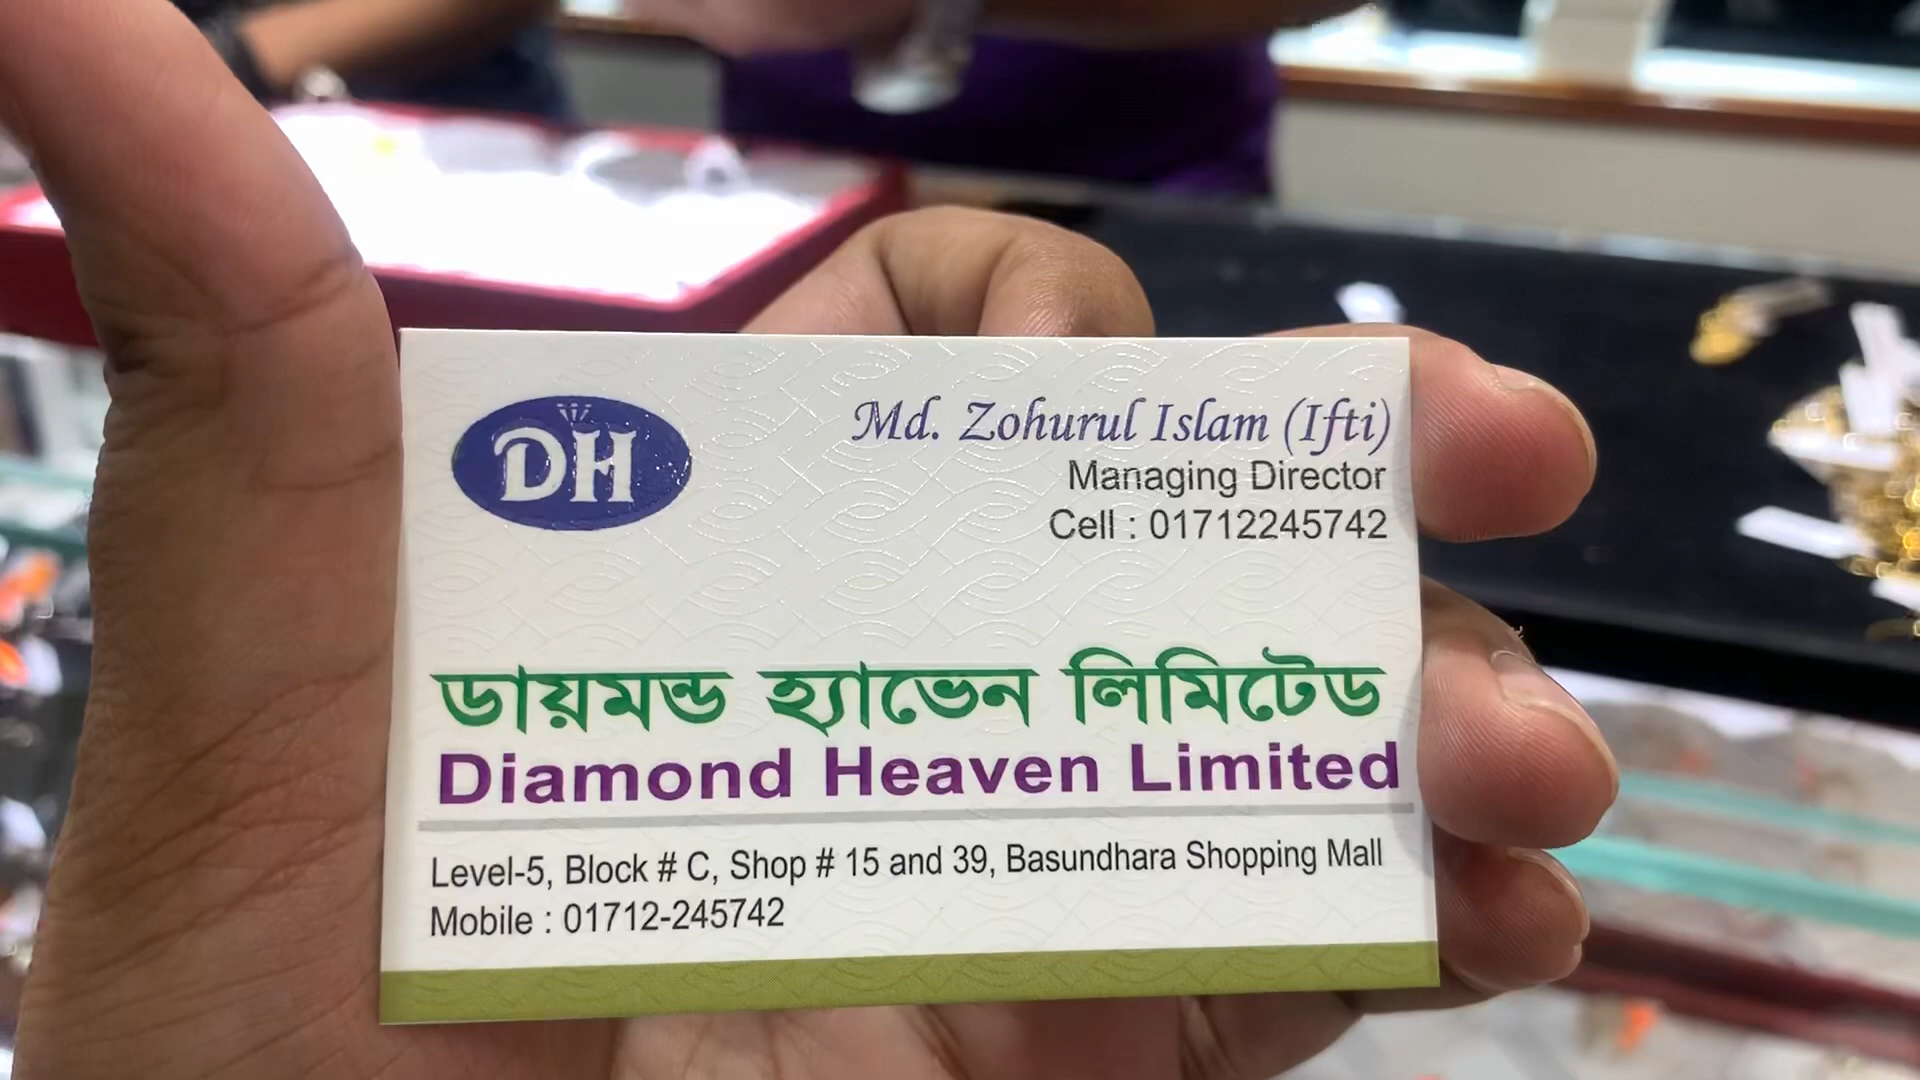 DH
Md. Zohurul Islam (Ifti)
Managing Director
Cell : 01712245742
ডায়মন্ড হ্যাভেন লিমিটেড
Diamond Heaven Limited
Level-5, Block # C, Shop # 15 and 39, Basundhara Shopping Mall
Mobile : 01712-245742